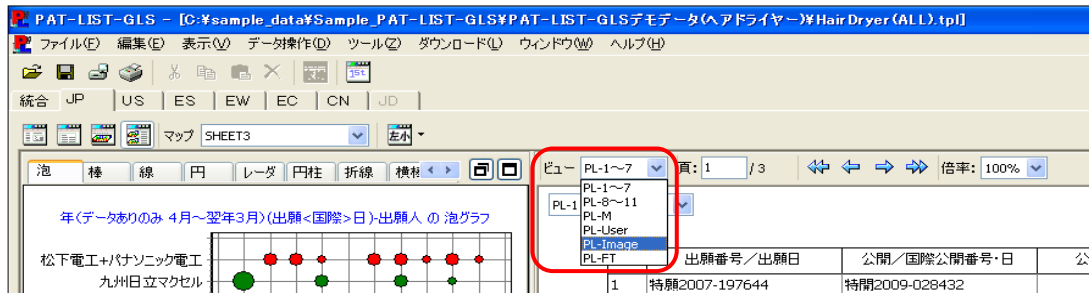 PAT-LIST-GLS - [C:¥sample_data¥Sample_PAT-LIST-GLS¥PAT-LIST-GLSデモデータ(ヘアドライヤー)¥HairDryer(ALL).tpl]
ファイル(F) 編集(E) 表示(V) データ操作(D) ツール(Z) ダウンロード(L) ウィンドウ(W) ヘルプ(H)
1st
統合 JP US ES EW EC CN JD
マップ SHEET3 左小
泡 棒 線 円 レーダ 円柱 折線 横棒
ビュー PL-1～7 頁: 1 /3 倍率: 100%
PL-1～7
PL-8～11
PL-M
PL-User
PL-Image
PL-FT
PL-1
年(データありのみ 4月～翌年3月)(出願<国際>日)-出願人 の 泡グラフ
松下電工+パナソニック電工
九州日立マクセル
出願番号／出願日 公開／国際公開番号・日 公
1 特願2007-197644 特開2009-028432